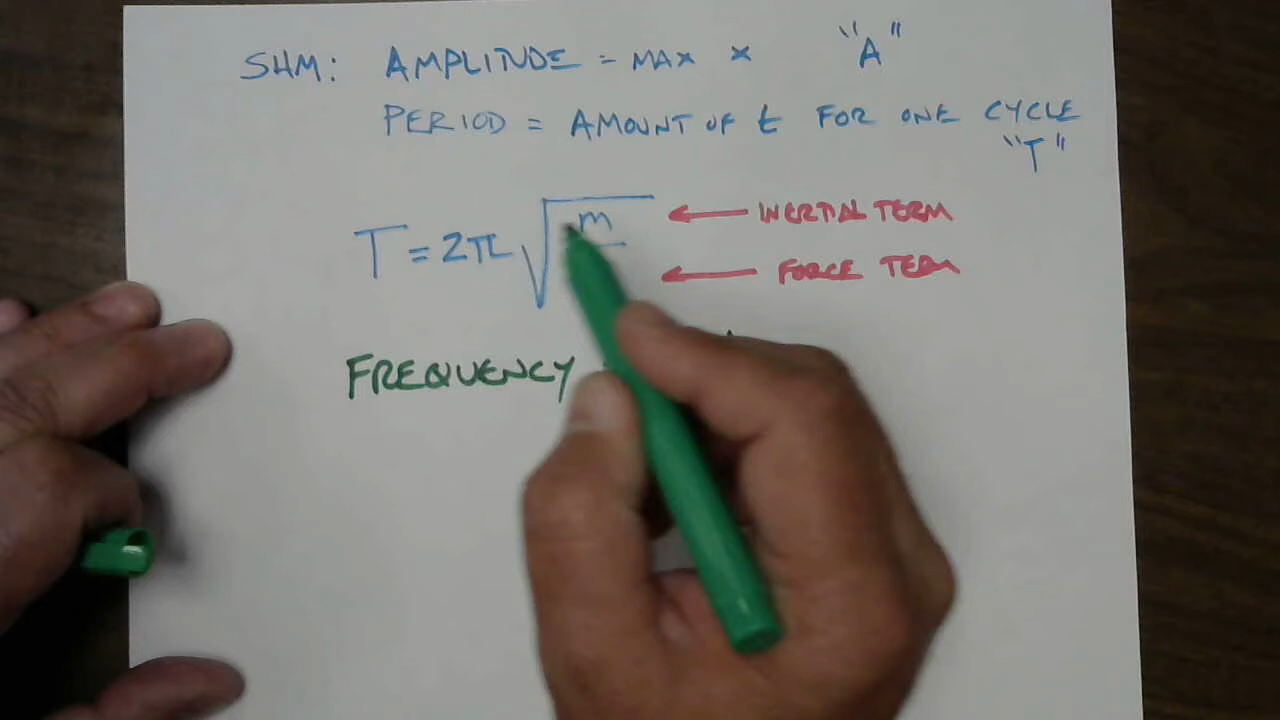 SHM: AMPLITUDE = MAX x "A"
PERIOD = AMOUNT OF t FOR ONE CYCLE
"T"
T = 2π √ m
← INERTIAL TERM
← FORCE TERM
FREQUENCY